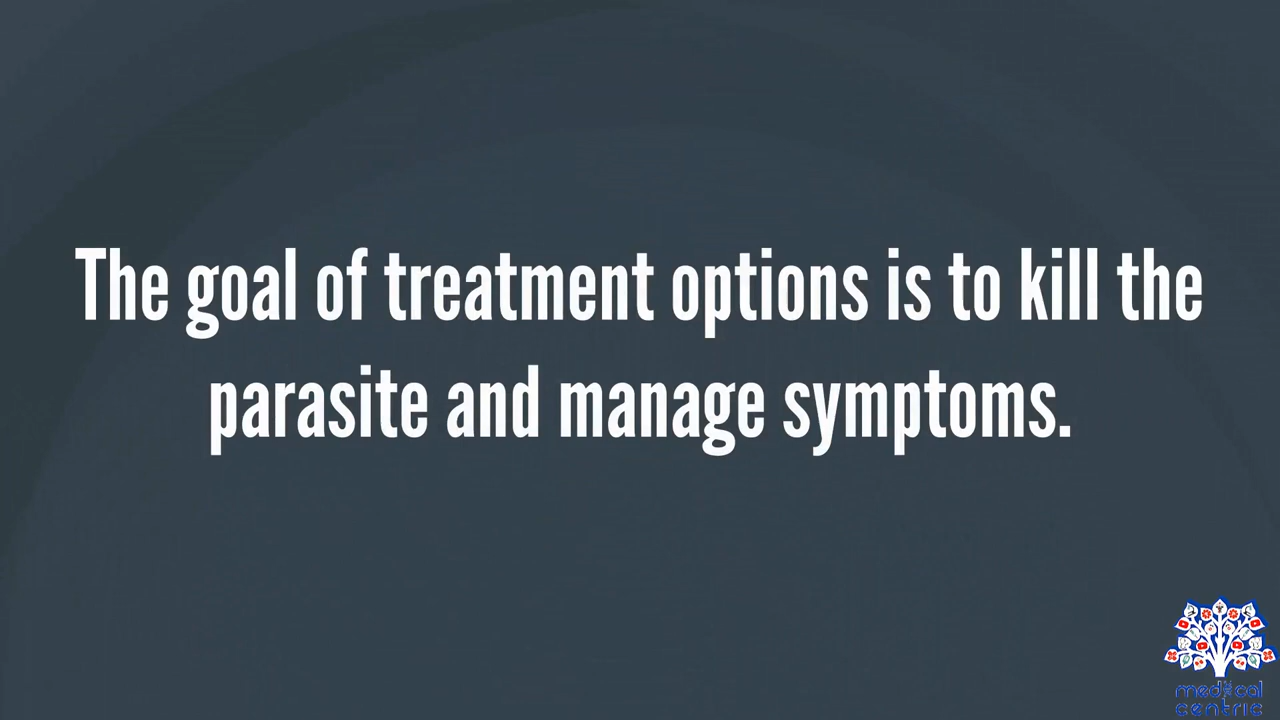 The goal of treatment options is to kill the
parasite and manage symptoms.
medical
centric